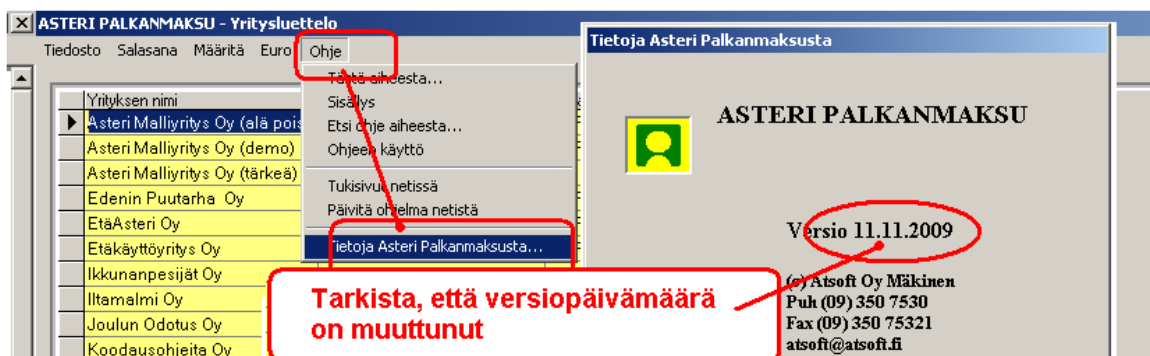 ASTERI PALKANMAKSU - Yritysluettelo
Tiedosto Salasana Määritä Euro Ohje
Yrityksen nimi
Asteri Malliyritys Oy (älä pois
Asteri Malliyritys Oy (demo)
Asteri Malliyritys Oy (tärkeä)
Edenin Puutarha Oy
EtäAsteri Oy
Etäkäyttöyritys Oy
Ikkunanpesijät Oy
Iltamalmi Oy
Joulun Odotus Oy
Koodausohjeita Oy
Tästä aiheesta...
Sisällys
Etsi ohje aiheesta...
Ohjeen käyttö
Tukisivut netissä
Päivitä ohjelma netistä
Tietoja Asteri Palkanmaksusta...
Tarkista, että versiopäivämäärä
on muuttunut
Tietoja Asteri Palkanmaksusta
ASTERI PALKANMAKSU
Versio 11.11.2009
(c) Atsoft Oy Mäkinen
Puh (09) 350 7530
Fax (09) 350 75321
atsoft@atsoft.fi